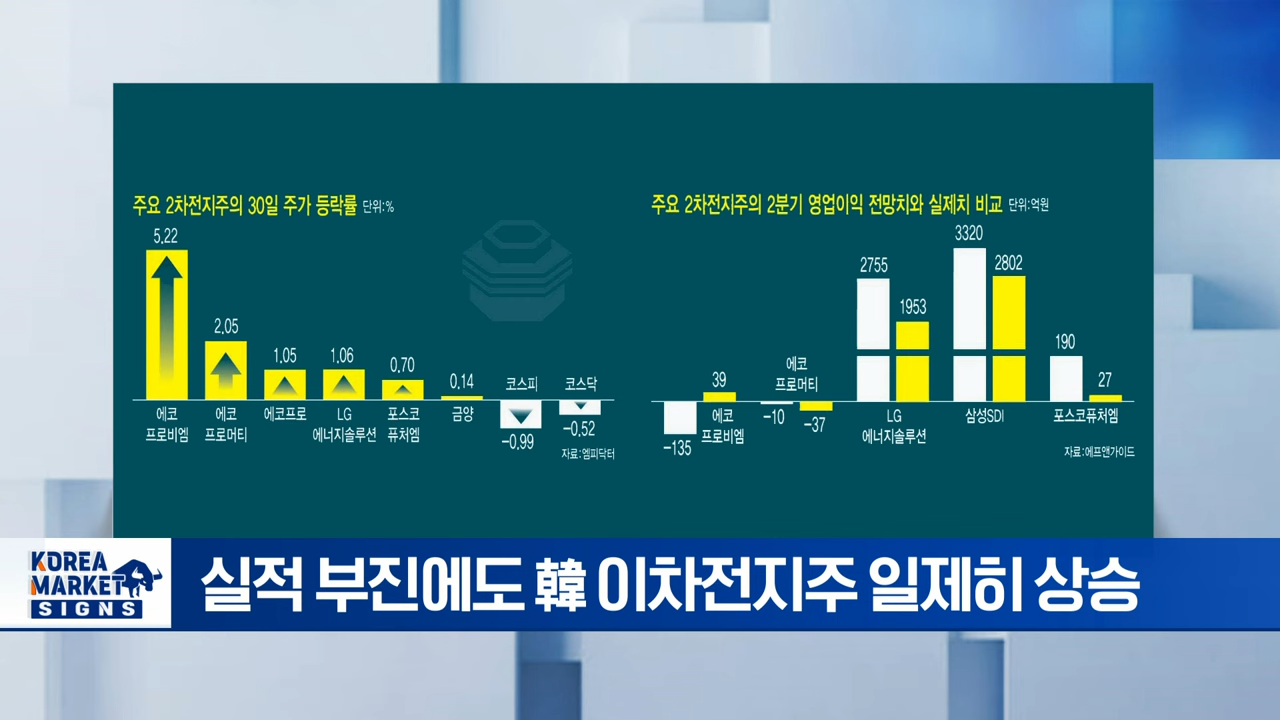 주요 2차전지주의 30일 주가 등락률 단위:%
5.22
2.05
1.05
1.06
0.70
0.14
코스피
코스닥
에코
프로비엠
에코
프로머티
에코프로
LG
에너지솔루션
포스코
퓨처엠
금양
-0.99
-0.52
자료:엠피닥터
주요 2차전지주의 2분기 영업이익 전망치와 실제치 비교 단위:억원
-135
39
에코
프로비엠
에코
프로머티
-10
-37
2755
1953
LG
에너지솔루션
3320
2802
삼성SDI
190
27
포스코퓨처엠
자료:에프앤가이드
KOREA
MARKET
SIGNS
실적 부진에도 韓 이차전지주 일제히 상승